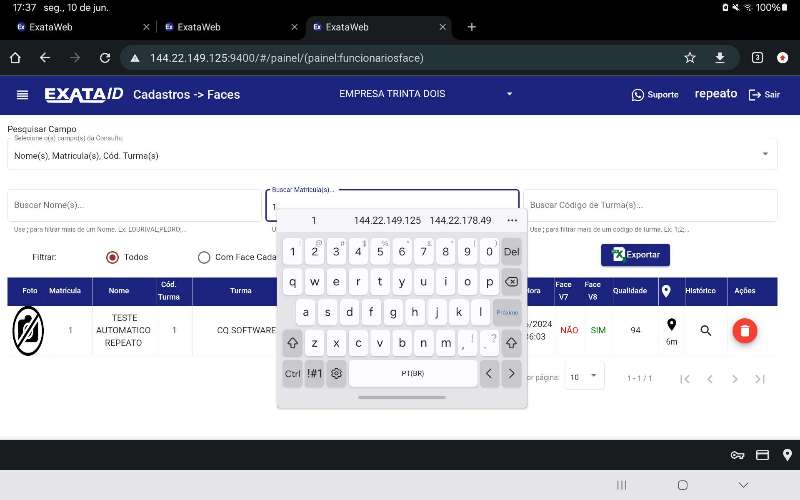 17:37 seg., 10 de jun. 100%
ExataWeb
ExataWeb
ExataWeb
144.22.149.125:9400/#/painel/(painel:funcionariosface)
3
EXATAID Cadastros -> Faces EMPRESA TRINTA DOIS Suporte repeato Sair
Pesquisar Campo
Selecione o(s) campo(s) da Consulta
Nome(s), Matricula(s), Cód. Turma(s)
Buscar Nome(s)...
Buscar Matricula(s)...
1
Buscar Código de Turma(s)...
Use ; para filtrar mais de um Nome. Ex: LOURIVAL;PEDRO;...
Us
Use ; para filtrar mais de um código de turma. Ex: 1;2;...
Filtrar: Todos Com Face Cada
Exportar
Foto Matrícula Nome Cód. Turma Turma Hora Face V7 Face V8 Qualidade Histórico Ações
1 TESTE AUTOMATICO REPEATO 1 CQ SOFTWARE /2024 6:03 NÃO SIM 94 6m
or página: 10 1 - 1 / 1
1 144.22.149.125 144.22.178.49 ...
1 2 3 4 5 6 7 8 9 0 Del
@ # $ % ^ & * ( )
q w e r t y u i o p
a s d f g h j k l Próximo
z x c v b n m , ! . ?
Ctrl !#1 PT(BR) < >